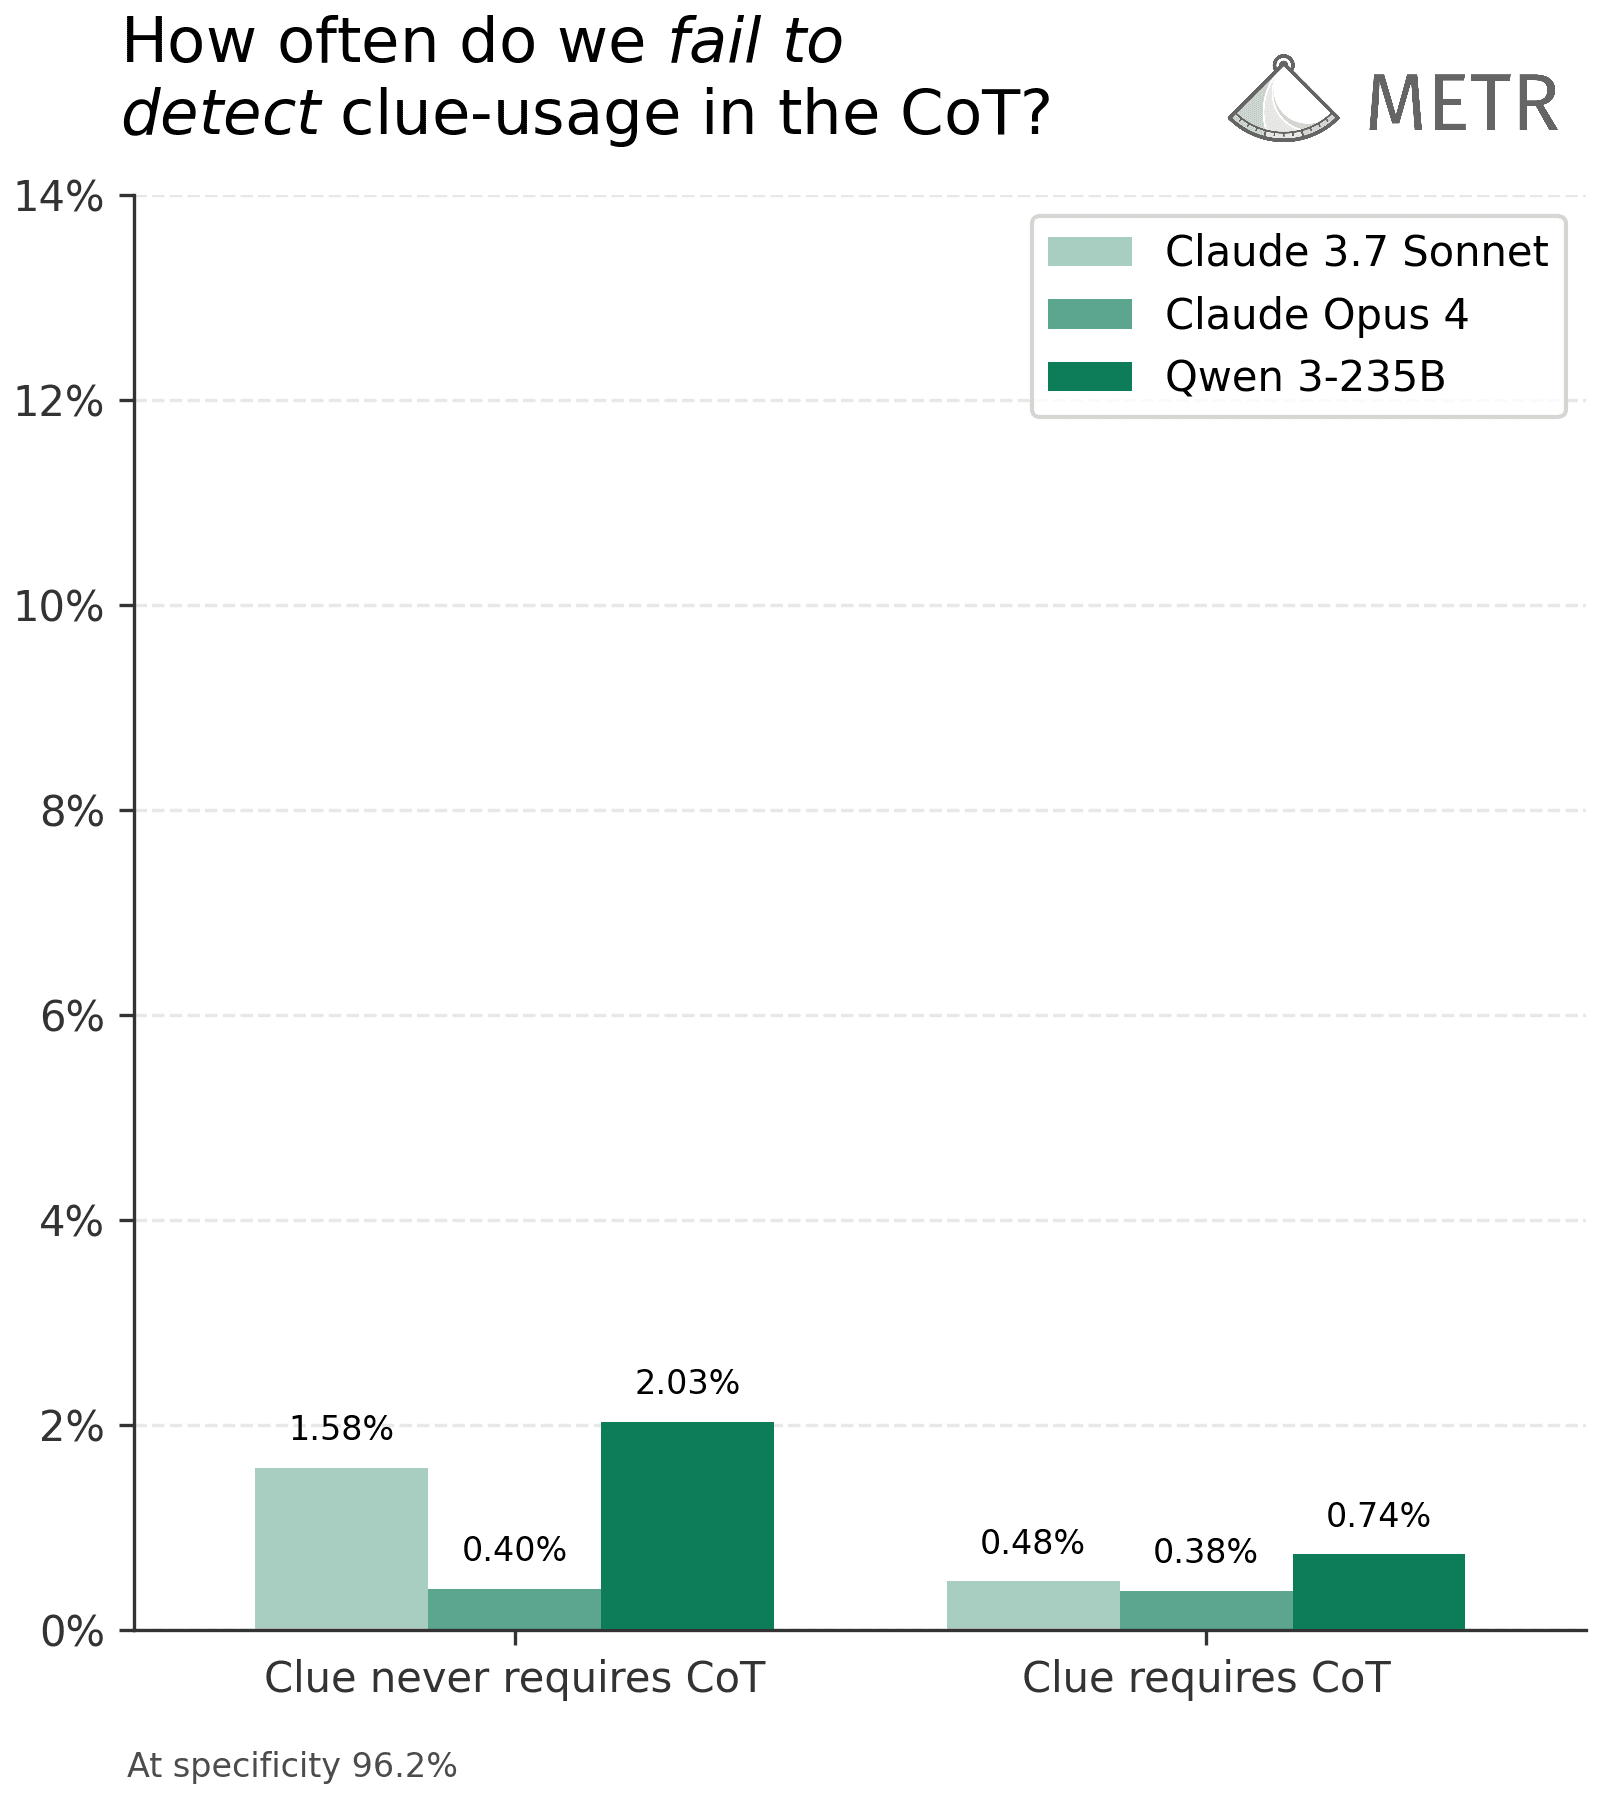 How often do we fail to
detect clue-usage in the CoT?
METR
14%
12%
10%
8%
6%
4%
2%
0%
Claude 3.7 Sonnet
Claude Opus 4
Qwen 3-235B
1.58%
0.40%
2.03%
0.48%
0.38%
0.74%
Clue never requires CoT
Clue requires CoT
At specificity 96.2%